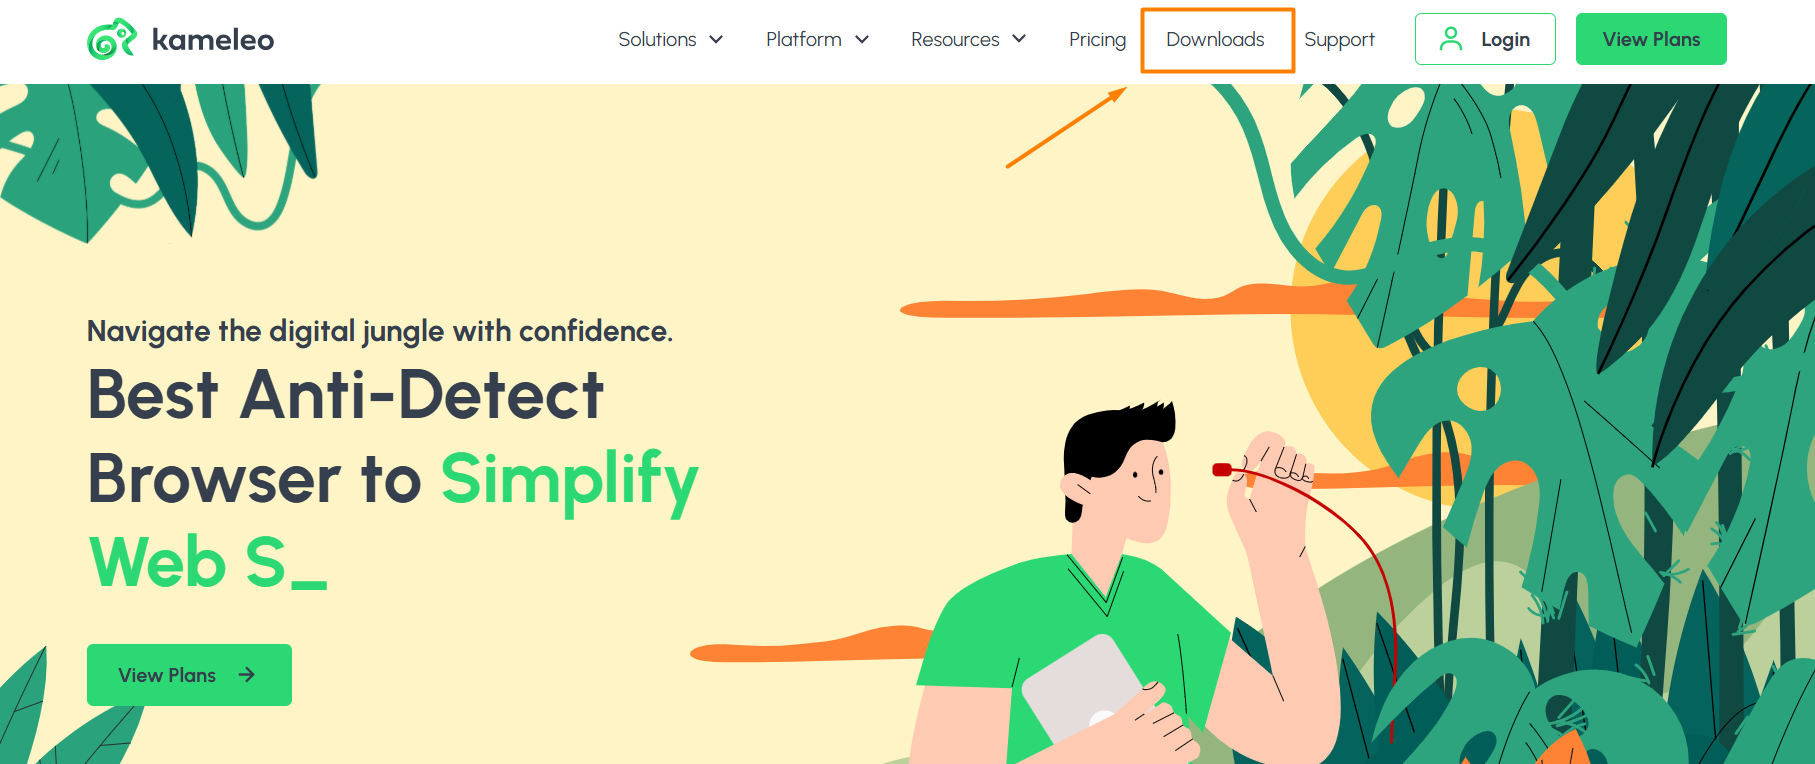 kameleo
Solutions
Platform
Resources
Pricing
Downloads
Support
Login
View Plans
Navigate the digital jungle with confidence.
Best Anti-Detect
Browser to Simplify
Web S_
View Plans